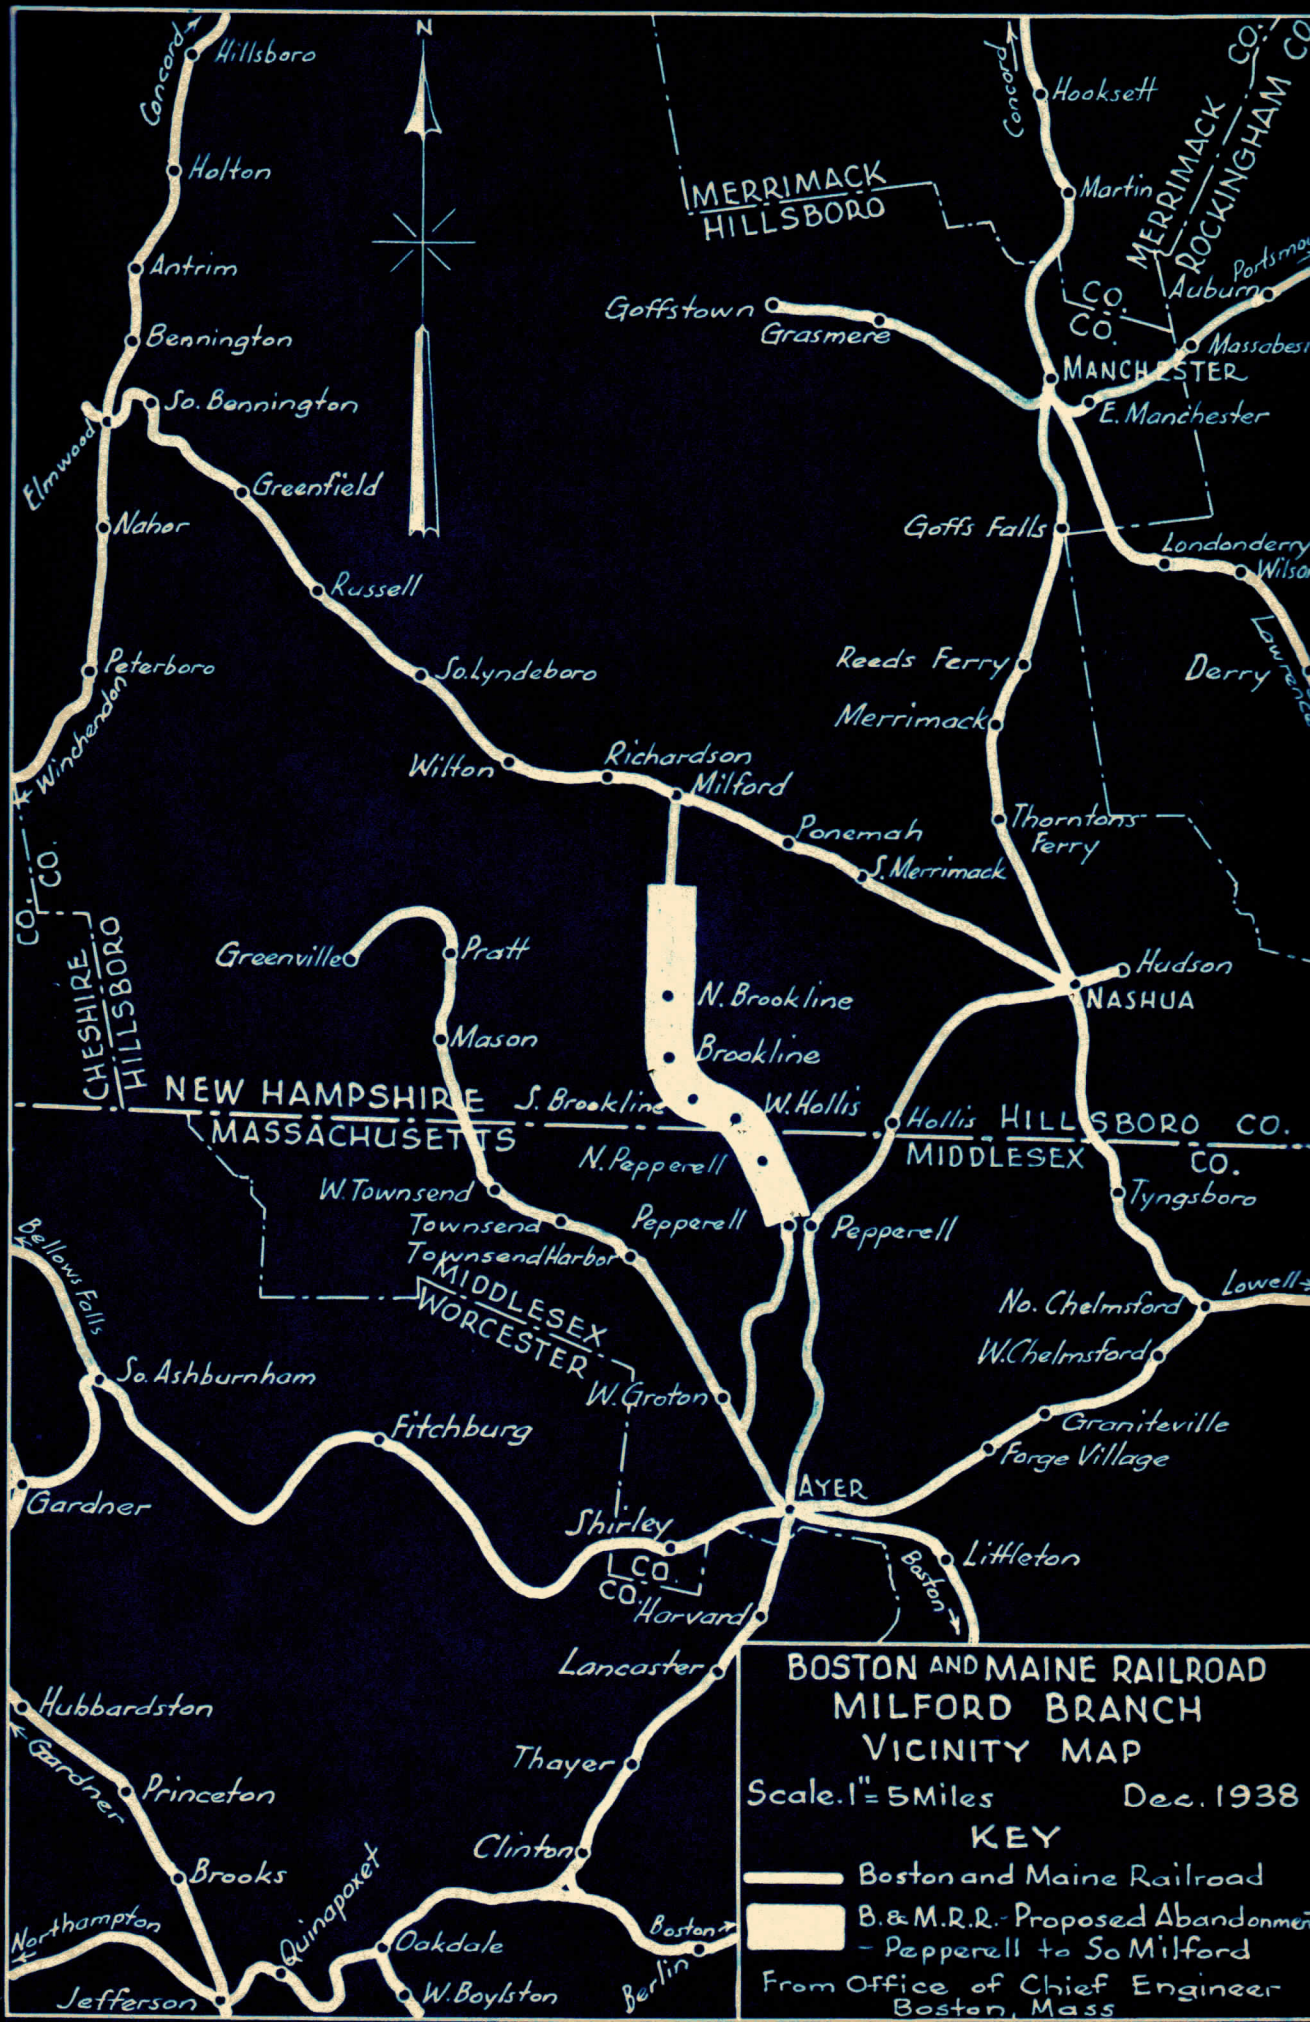 N
Concord
Hillsboro
Holton
Antrim
Bennington
So. Bennington
Elmwood
Greenfield
Nahor
Russell
Peterboro
Winchendon
So. Lyndeboro
Wilton
Richardson
Milford
Ponemah
S. Merrimack
MERRIMACK
HILLSBORO
CO.
CO.
Concord
Hooksett
Martin
MERRIMACK CO.
ROCKINGHAM CO.
Portsmou
Auburn
Massabesi
Goffstown
Grasmere
MANCHESTER
E. Manchester
Goffs Falls
Londonderry
Wilso
Lawrence
Derry
Reeds Ferry
Merrimack
Thorntons
Ferry
Hudson
NASHUA
CO.
CO.
CHESHIRE
HILLSBORO
Greenville
Pratt
Mason
N. Brookline
Brookline
S. Brookline
W. Hollis
N. Pepperell
Pepperell
Pepperell
Hollis
NEW HAMPSHIRE
MASSACHUSETTS
HILLSBORO CO.
MIDDLESEX CO.
Tyngsboro
W. Townsend
Townsend
Townsend Harbor
MIDDLESEX
WORCESTER
Bellows Falls
So. Ashburnham
Fitchburg
Gardner
W. Groton
No. Chelmsford
Lowell
W. Chelmsford
Graniteville
Forge Village
AYER
Shirley
CO.
CO.
Littleton
Boston
Harvard
Lancaster
Thayer
Clinton
Hubbardston
Gardner
Princeton
Brooks
Northampton
Jefferson
Quinapoxet
Oakdale
W. Boylston
Boston
Berlin
BOSTON AND MAINE RAILROAD
MILFORD BRANCH
VICINITY MAP
Scale. 1" = 5 Miles Dec. 1938
KEY
Boston and Maine Railroad
B. & M.R.R. - Proposed Abandonmen
- Pepperell to So Milford
From Office of Chief Engineer
Boston, Mass